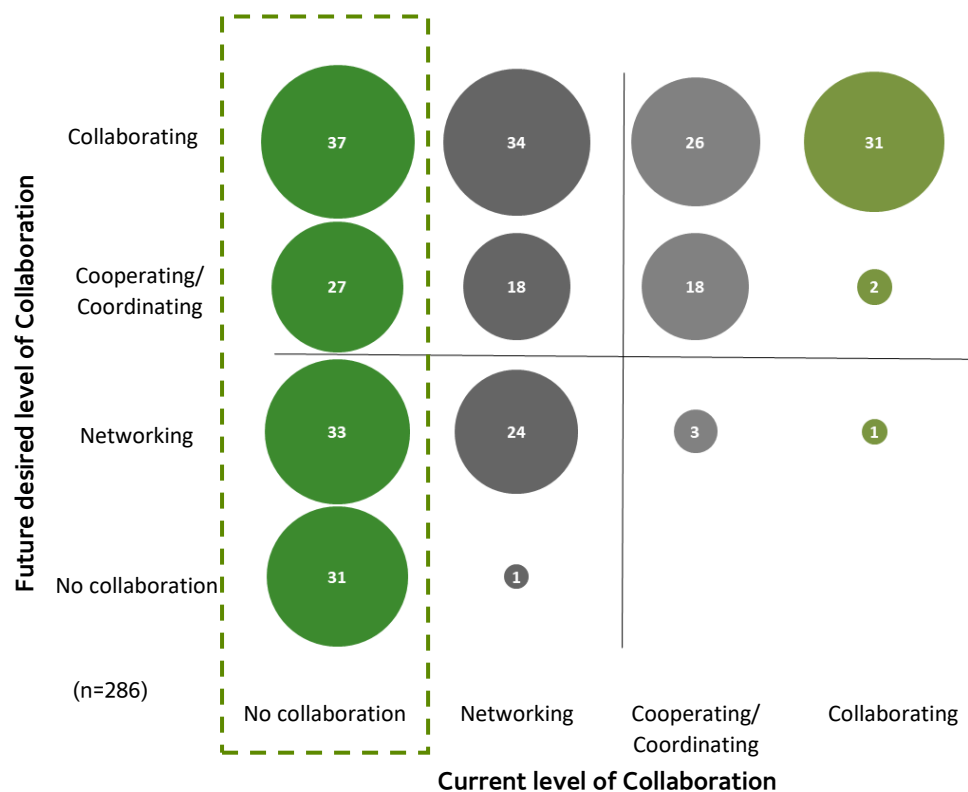 Future desired level of Collaboration
Collaborating
37
34
26
31
Cooperating/
Coordinating
27
18
18
2
Networking
33
24
3
1
No collaboration
31
1
(n=286)
No collaboration
Networking
Cooperating/
Coordinating
Collaborating
Current level of Collaboration